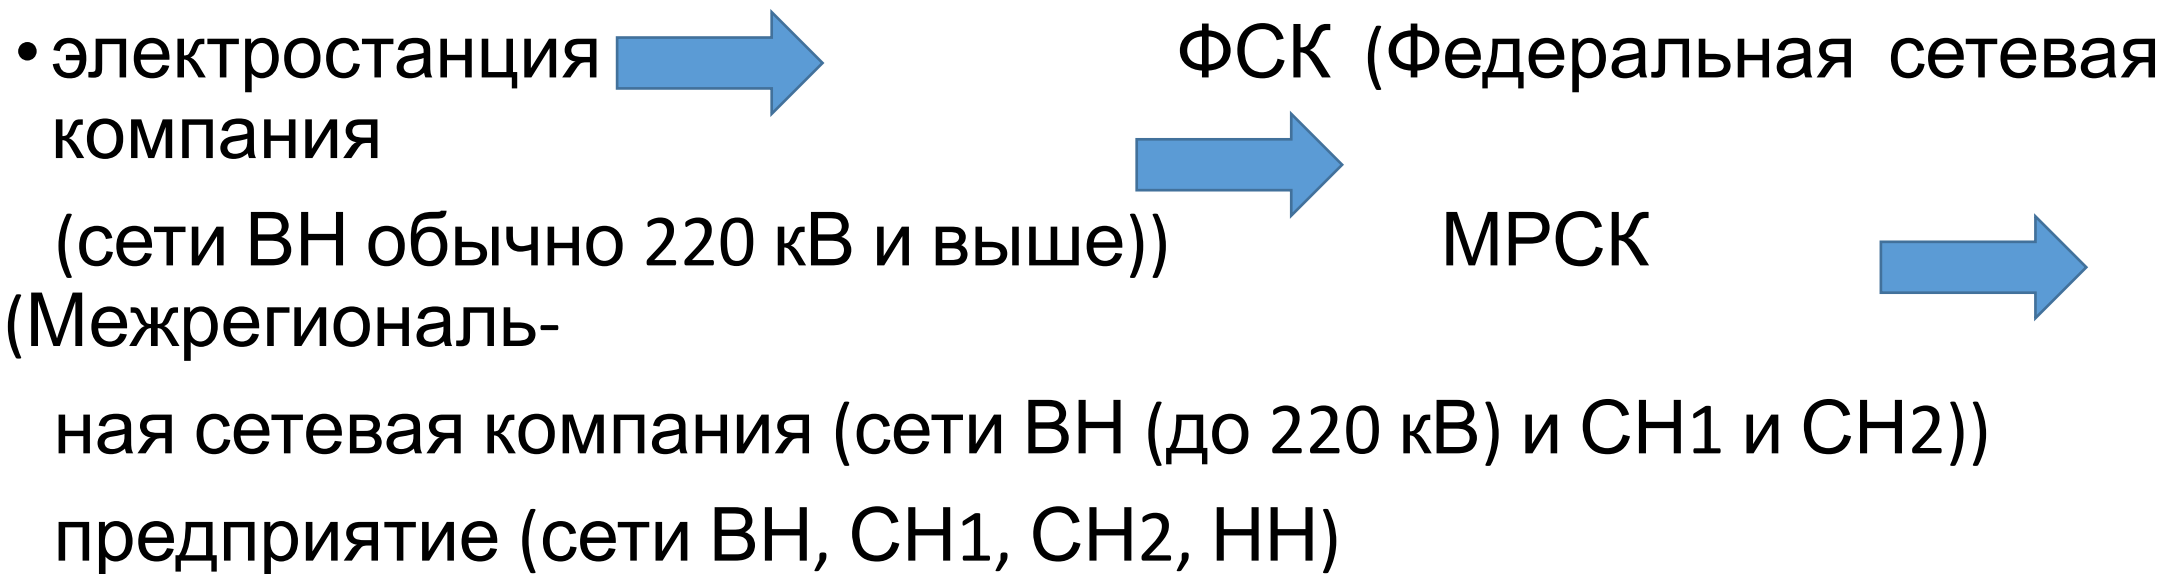 • электростанция ФСК (Федеральная сетевая
компания
(сети ВН обычно 220 кВ и выше)) МРСК
(Межрегиональ-
ная сетевая компания (сети ВН (до 220 кВ) и СН1 и СН2))
предприятие (сети ВН, СН1, СН2, НН)